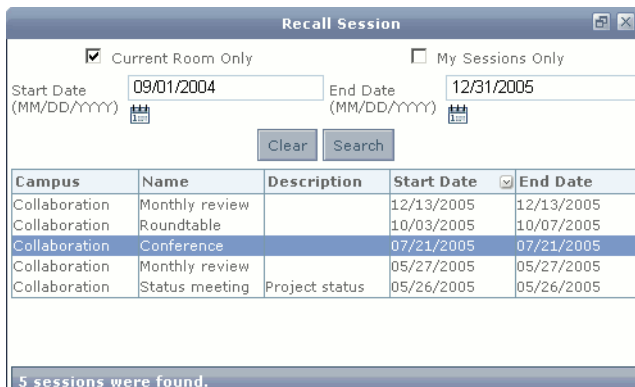 Recall Session
Current Room Only My Sessions Only
Start Date 09/01/2004 End Date 12/31/2005
(MM/DD/YYYY) (MM/DD/YYYY)
Clear Search
Campus Name Description Start Date End Date
Collaboration Monthly review 12/13/2005 12/13/2005
Collaboration Roundtable 10/03/2005 10/07/2005
Collaboration Conference 07/21/2005 07/21/2005
Collaboration Monthly review 05/27/2005 05/27/2005
Collaboration Status meeting Project status 05/26/2005 05/26/2005
5 sessions were found.